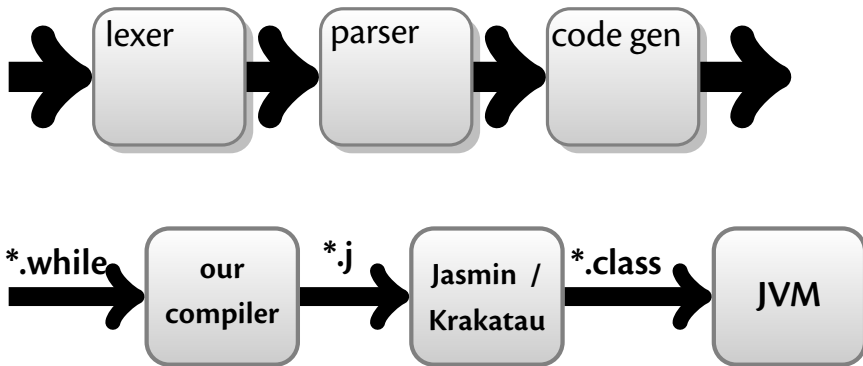 lexer
parser
code gen
*.while
our
compiler
*.j
Jasmin /
Krakatau
*.class
JVM